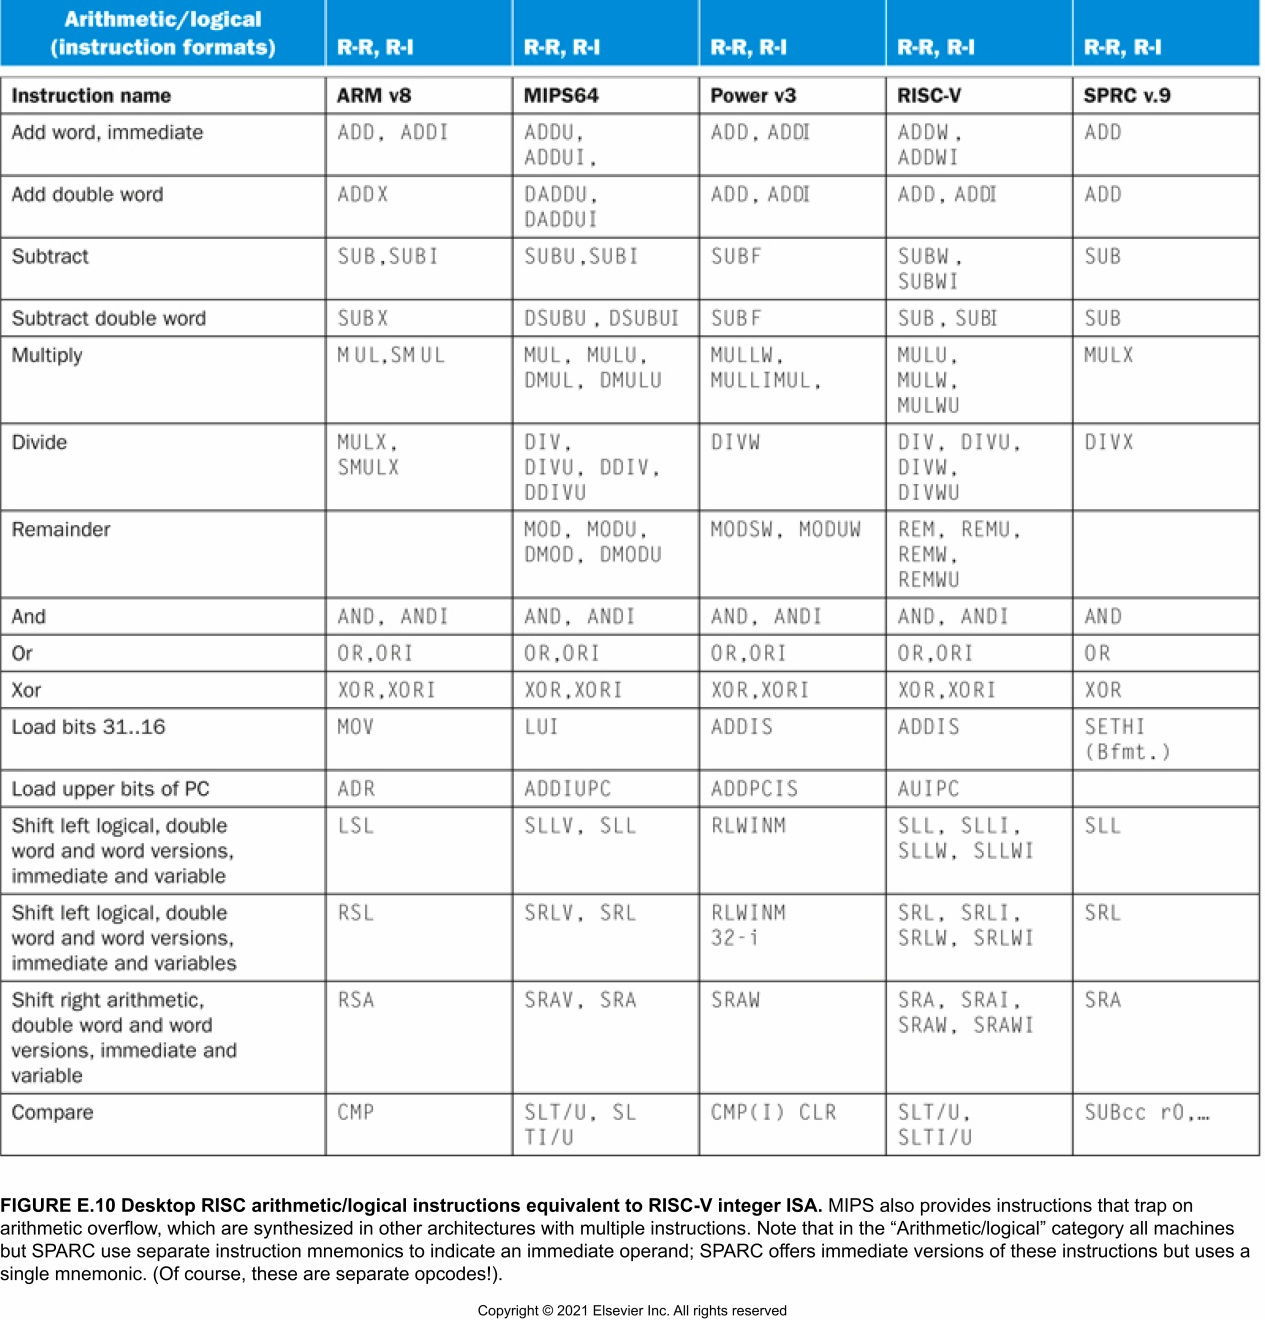 Arithmetic/logical
(instruction formats) R-R, R-I R-R, R-I R-R, R-I R-R, R-I R-R, R-I
Instruction name ARM v8 MIPS64 Power v3 RISC-V SPRC v.9
Add word, immediate ADD, ADDI ADDU, ADD, ADDI ADDW, ADD
ADDUI, ADDWI
Add double word ADDX DADDU, ADD, ADDI ADD, ADDI ADD
DADDUI
Subtract SUB,SUBI SUBU,SUBI SUBF SUBW, SUB
SUBWI
Subtract double word SUBX DSUBU, DSUBUI SUBF SUB, SUBI SUB
Multiply MUL,SMUL MUL, MULU, MULLW, MULU, MULX
DMUL, DMULU MULLIMUL, MULW,
MULWU
Divide MULX, DIV, DIVW DIV, DIVU, DIVX
SMULX DIVU, DDIV, DIVW,
DDIVU DIVWU
Remainder MOD, MODU, MODSW, MODUW REM, REMU,
DMOD, DMODU REMW,
REMWU
And AND, ANDI AND, ANDI AND, ANDI AND, ANDI AND
Or OR,ORI OR,ORI OR,ORI OR,ORI OR
Xor XOR,XORI XOR,XORI XOR,XORI XOR,XORI XOR
Load bits 31..16 MOV LUI ADDIS ADDIS SETHI
(Bfmt.)
Load upper bits of PC ADR ADDIUPC ADDPCIS AUIPC
Shift left logical, double LSL SLLV, SLL RLWINM SLL, SLLI, SLL
word and word versions, SLLW, SLLWI
immediate and variable
Shift left logical, double RSL SRLV, SRL RLWINM SRL, SRLI, SRL
word and word versions, 32-i SRLW, SRLWI
immediate and variables
Shift right arithmetic, RSA SRAV, SRA SRAW SRA, SRAI, SRA
double word and word SRAW, SRAWI
versions, immediate and
variable
Compare CMP SLT/U, SL CMP(I) CLR SLT/U, SUBcc r0,…
TI/U SLTI/U
FIGURE E.10 Desktop RISC arithmetic/logical instructions equivalent to RISC-V integer ISA. MIPS also provides instructions that trap on
arithmetic overflow, which are synthesized in other architectures with multiple instructions. Note that in the “Arithmetic/logical” category all machines
but SPARC use separate instruction mnemonics to indicate an immediate operand; SPARC offers immediate versions of these instructions but uses a
single mnemonic. (Of course, these are separate opcodes!).
Copyright © 2021 Elsevier Inc. All rights reserved